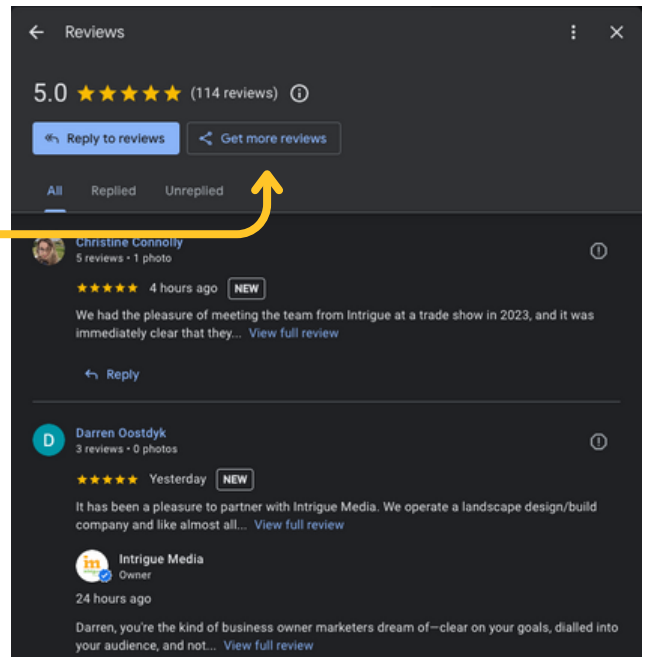 Reviews
5.0 (114 reviews)
Reply to reviews Get more reviews
All Replied Unreplied
Christine Connolly
5 reviews • 1 photo
4 hours ago NEW
We had the pleasure of meeting the team from Intrigue at a trade show in 2023, and it was
immediately clear that they... View full review
Reply
D Darren Oostdyk
3 reviews • 0 photos
Yesterday NEW
It has been a pleasure to partner with Intrigue Media. We operate a landscape design/build
company and like almost all... View full review
im Intrigue Media
Owner
24 hours ago
Darren, you're the kind of business owner marketers dream of—clear on your goals, dialled into
your audience, and not... View full review